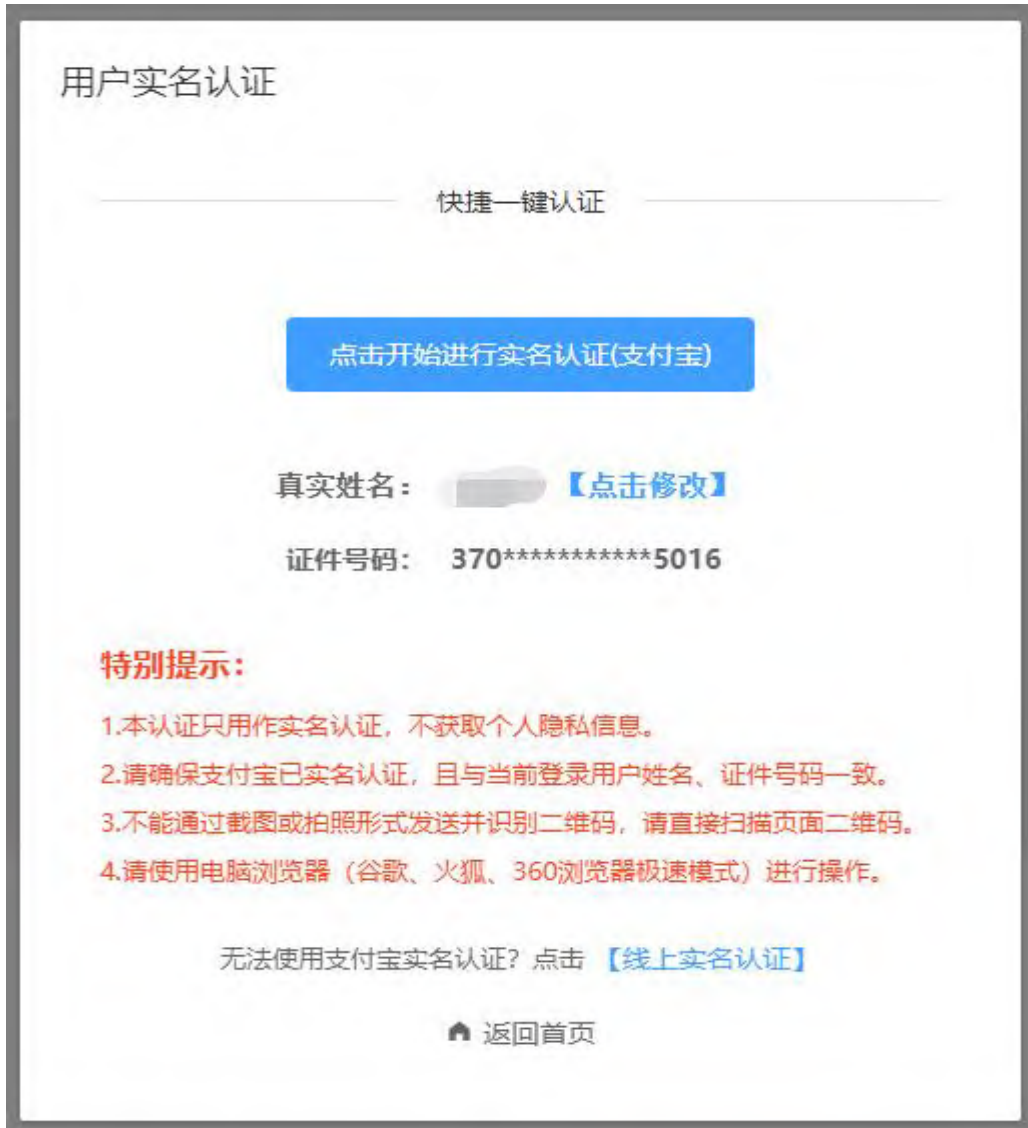 用户实名认证
快捷一键认证
点击开始进行实名认证(支付宝)
真实姓名： 【点击修改】
证件号码： 370***********5016
特别提示：
1.本认证只用作实名认证，不获取个人隐私信息。
2.请确保支付宝已实名认证，且与当前登录用户姓名、证件号码一致。
3.不能通过截图或拍照形式发送并识别二维码，请直接扫描页面二维码。
4.请使用电脑浏览器（谷歌、火狐、360浏览器极速模式）进行操作。
无法使用支付宝实名认证？点击 【线上实名认证】
返回首页